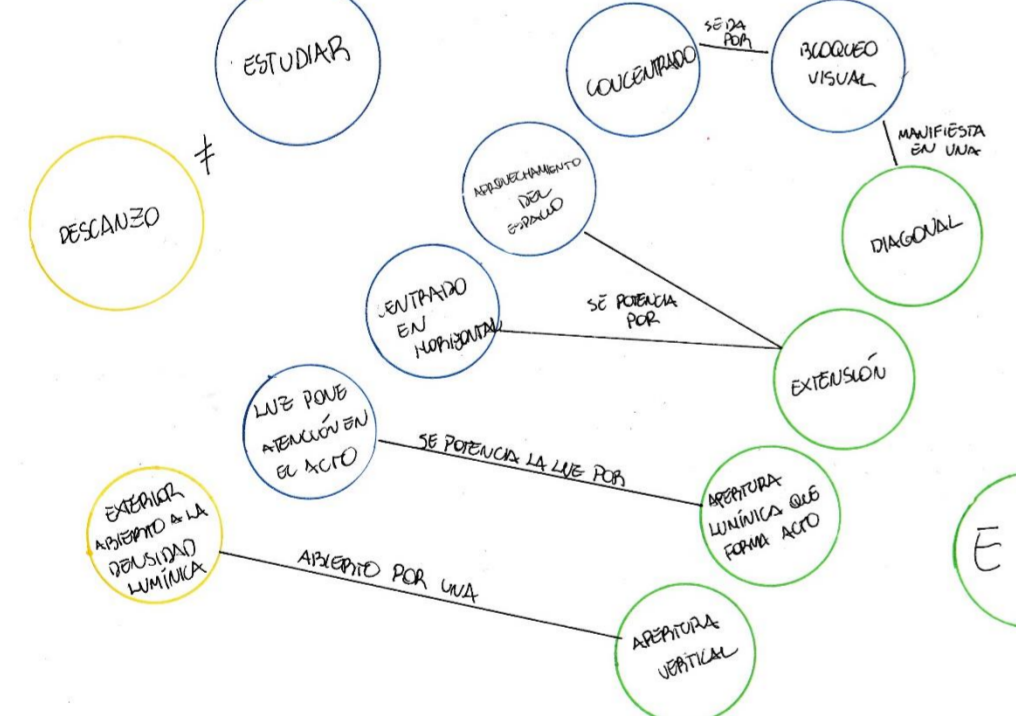 ESTUDIAR
≠
DESCANZO
CONCENTRADO
SE DA
POR
BLOQUEO
VISUAL
MANIFIESTA
EN UNA
DIAGONAL
APROVECHAMIENTO
DEL
ESPACIO
CENTRADO
EN
HORIZONTAL
SE POTENCIA
POR
EXTENSIÓN
LUZ PONE
ATENCIÓN EN
EL ACTO
SE POTENCIA LA LUZ POR
APERTURA
LUMÍNICA QUE
FORMA ACTO
EXTERIOR
ABIERTO A LA
DENSIDAD
LUMÍNICA
ABIERTO POR UNA
APERTURA
VERTICAL
E